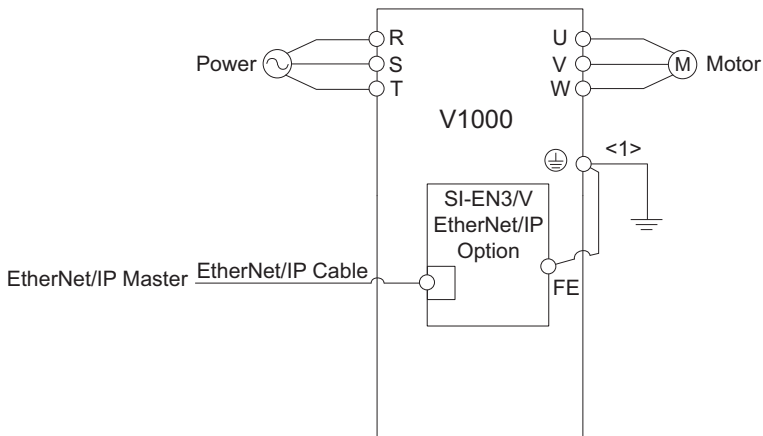 R
U
Power
S
V
M
Motor
T
W
V1000
<1>
SI-EN3/V
EtherNet/IP
Option
EtherNet/IP Master
EtherNet/IP Cable
FE